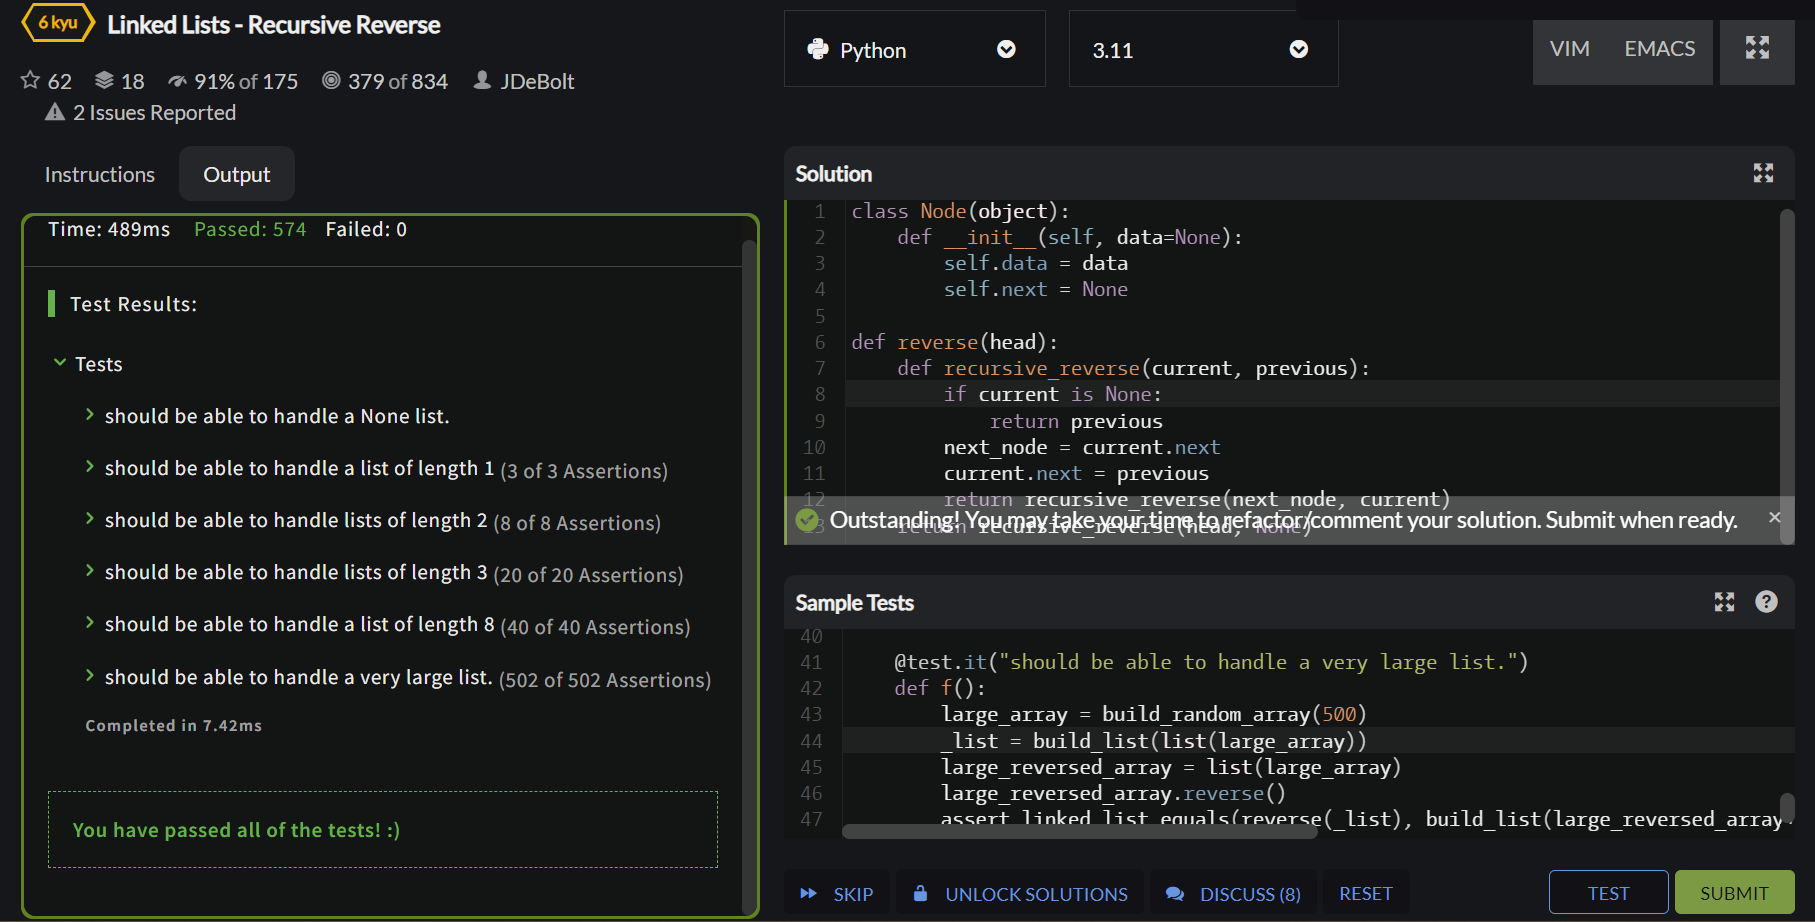 6 kyu
Linked Lists - Recursive Reverse
62 18 91% of 175 379 of 834 JDeBolt
2 Issues Reported
Instructions Output
Time: 489ms Passed: 574 Failed: 0
Test Results:
Tests
should be able to handle a None list.
should be able to handle a list of length 1 (3 of 3 Assertions)
should be able to handle lists of length 2 (8 of 8 Assertions)
should be able to handle lists of length 3 (20 of 20 Assertions)
should be able to handle a list of length 8 (40 of 40 Assertions)
should be able to handle a very large list. (502 of 502 Assertions)
Completed in 7.42ms
You have passed all of the tests! :)
Python 3.11 VIM EMACS
Solution
1 class Node(object):
2     def __init__(self, data=None):
3         self.data = data
4         self.next = None
5
6 def reverse(head):
7     def recursive_reverse(current, previous):
8         if current is None:
9             return previous
10         next_node = current.next
11         current.next = previous
12         return recursive_reverse(next_node, current)
13     return recursive_reverse(head, None)
Outstanding! You may take your time to refactor/comment your solution. Submit when ready.
Sample Tests
40
41     @test.it("should be able to handle a very large list.")
42     def f():
43         large_array = build_random_array(500)
44         _list = build_list(list(large_array))
45         large_reversed_array = list(large_array)
46         large_reversed_array.reverse()
47         assert_linked_list_equals(reverse(_list), build_list(large_reversed_array
SKIP UNLOCK SOLUTIONS DISCUSS (8) RESET TEST SUBMIT